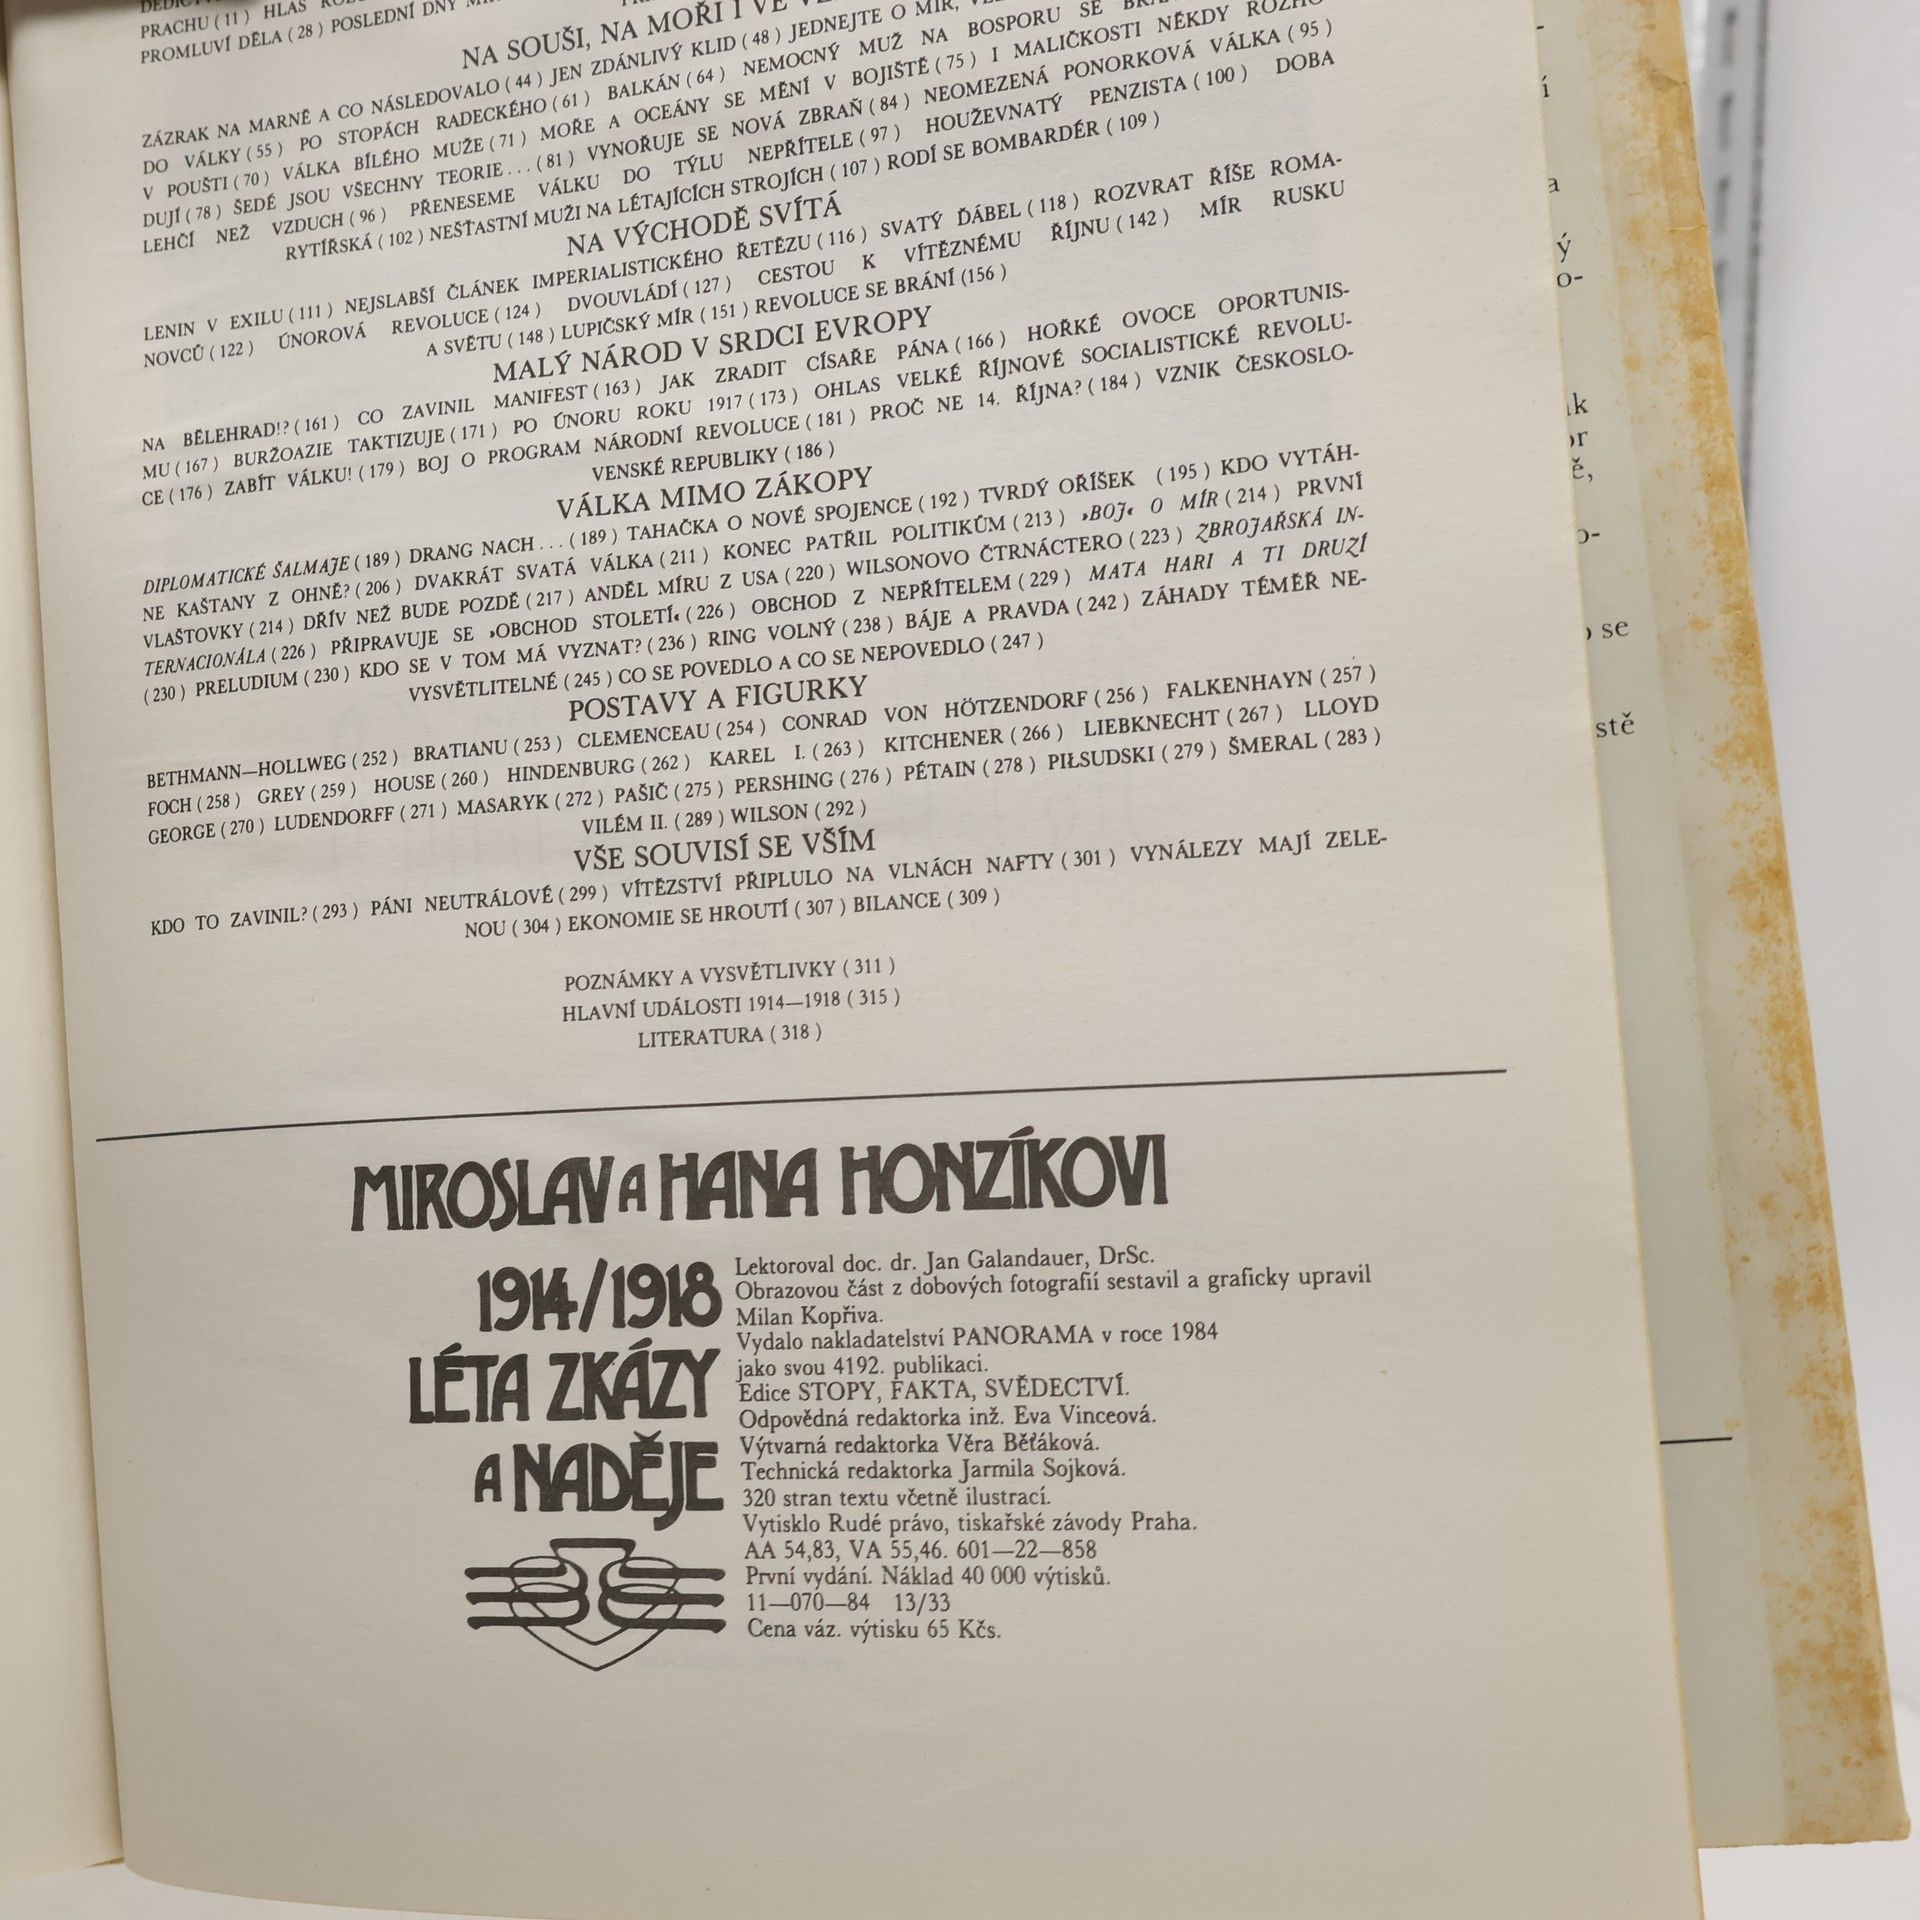 PRACHU (11) HLAS
PROMLUVÍ DĚLA (28) POSLEDNÍ DNY
NA SOUŠI, NA MOŘI I VE
ZÁZRAK NA MARNĚ A CO NÁSLEDOVALO (44) JEN ZDÁNLIVÝ KLID (48) JEDNEJTE O MÍR,
DO VÁLKY (55) PO STOPÁCH RADECKÉHO (61) BALKÁN (64) NEMOCNÝ MUŽ NA BOSPORU SE
V POUŠTI (70) VÁLKA BÍLÉHO MUŽE (71) MOŘE A OCEÁNY SE MĚNÍ V BOJIŠTĚ (75) I MALIČKOSTI NĚKDY ROZHO-
DUJÍ (78) ŠEDÉ JSOU VŠECHNY TEORIE... (81) VYNOŘUJE SE NOVÁ ZBRAŇ (84) NEOMEZENÁ PONORKOVÁ VÁLKA (95)
LEHČÍ NEŽ VZDUCH (96) PŘENESEME VÁLKU DO TÝLU NEPŘÍTELE (97) HOUŽEVNATÝ PENZISTA (100) DOBA
RYTÍŘSKÁ (102) NEŠŤASTNÍ MUŽI NA LÉTAJÍCÍCH STROJÍCH (107) RODÍ SE BOMBARDÉR (109)
NA VÝCHODĚ SVÍTÁ
LENIN V EXILU (111) NEJSLABŠÍ ČLÁNEK IMPERIALISTICKÉHO ŘETĚZU (116) SVATÝ ĎÁBEL (118) ROZVRAT ŘÍŠE ROMA-
NOVCŮ (122) ÚNOROVÁ REVOLUCE (124) DVOUVLÁDÍ (127) CESTOU K VÍTĚZNÉMU ŘÍJNU (142) MÍR RUSKU
A SVĚTU (148) LUPIČSKÝ MÍR (151) REVOLUCE SE BRÁNÍ (156)
MALÝ NÁROD V SRDCI EVROPY
NA BĚLEHRAD!? (161) CO ZAVINIL MANIFEST (163) JAK ZRADIT CÍSAŘE PÁNA (166) HOŘKÉ OVOCE OPORTUNIS-
MU (167) BURŽOAZIE TAKTIZUJE (171) PO ÚNORU ROKU 1917 (173) OHLAS VELKÉ ŘÍJNOVÉ SOCIALISTICKÉ REVOLU-
CE (176) ZABÍT VÁLKU! (179) BOJ O PROGRAM NÁRODNÍ REVOLUCE (181) PROČ NE 14. ŘÍJNA? (184) VZNIK ČESKOSLO-
VENSKÉ REPUBLIKY (186)
VÁLKA MIMO ZÁKOPY
DIPLOMATICKÉ ŠALMAJE (189) DRANG NACH... (189) TAHAČKA O NOVÉ SPOJENCE (192) TVRDÝ OŘÍŠEK (195) KDO VYTÁH-
NE KAŠTANY Z OHNĚ? (206) DVAKRÁT SVATÁ VÁLKA (211) KONEC PATŘIL POLITIKŮM (213) »BOJ« O MÍR (214) PRVNÍ
VLAŠTOVKY (214) DŘÍV NEŽ BUDE POZDĚ (217) ANDĚL MÍRU Z USA (220) WILSONOVO ČTRNÁCTERO (223) ZBROJAŘSKÁ IN-
TERNACIONÁLA (226) PŘIPRAVUJE SE »OBCHOD STOLETÍ« (226) OBCHOD Z NEPŘÍTELEM (229) MATA HARI A TI DRUZÍ
(230) PRELUDIUM (230) KDO SE V TOM MÁ VYZNAT? (236) RING VOLNÝ (238) BÁJE A PRAVDA (242) ZÁHADY TÉMĚŘ NE-
VYSVĚTLITELNÉ (245) CO SE POVEDLO A CO SE NEPOVEDLO (247)
POSTAVY A FIGURKY
BETHMANN—HOLLWEG (252) BRATIANU (253) CLEMENCEAU (254) CONRAD VON HÖTZENDORF (256) FALKENHAYN (257)
FOCH (258) GREY (259) HOUSE (260) HINDENBURG (262) KAREL I. (263) KITCHENER (266) LIEBKNECHT (267) LLOYD
GEORGE (270) LUDENDORFF (271) MASARYK (272) PAŠIČ (275) PERSHING (276) PÉTAIN (278) PIŁSUDSKI (279) ŠMERAL (283)
VILÉM II. (289) WILSON (292)
VŠE SOUVISÍ SE VŠÍM
KDO TO ZAVINIL? (293) PÁNI NEUTRÁLOVÉ (299) VÍTĚZSTVÍ PŘIPLULO NA VLNÁCH NAFTY (301) VYNÁLEZY MAJÍ ZELE-
NOU (304) EKONOMIE SE HROUTÍ (307) BILANCE (309)
POZNÁMKY A VYSVĚTLIVKY (311)
HLAVNÍ UDÁLOSTI 1914—1918 (315)
LITERATURA (318)
MIROSLAV A HANA HONZÍKOVI
1914/1918
LÉTA ZKÁZY
A NADĚJE
Lektoroval doc. dr. Jan Galandauer, DrSc.
Obrazovou část z dobových fotografií sestavil a graficky upravil
Milan Kopřiva.
Vydalo nakladatelství PANORAMA v roce 1984
jako svou 4192. publikaci.
Edice STOPY, FAKTA, SVĚDECTVÍ.
Odpovědná redaktorka inž. Eva Vinceová.
Výtvarná redaktorka Věra Běťáková.
Technická redaktorka Jarmila Sojková.
320 stran textu včetně ilustrací.
Vytisklo Rudé právo, tiskařské závody Praha.
AA 54,83, VA 55,46. 601—22—858
První vydání. Náklad 40 000 výtisků.
11—070—84 13/33
Cena váz. výtisku 65 Kčs.